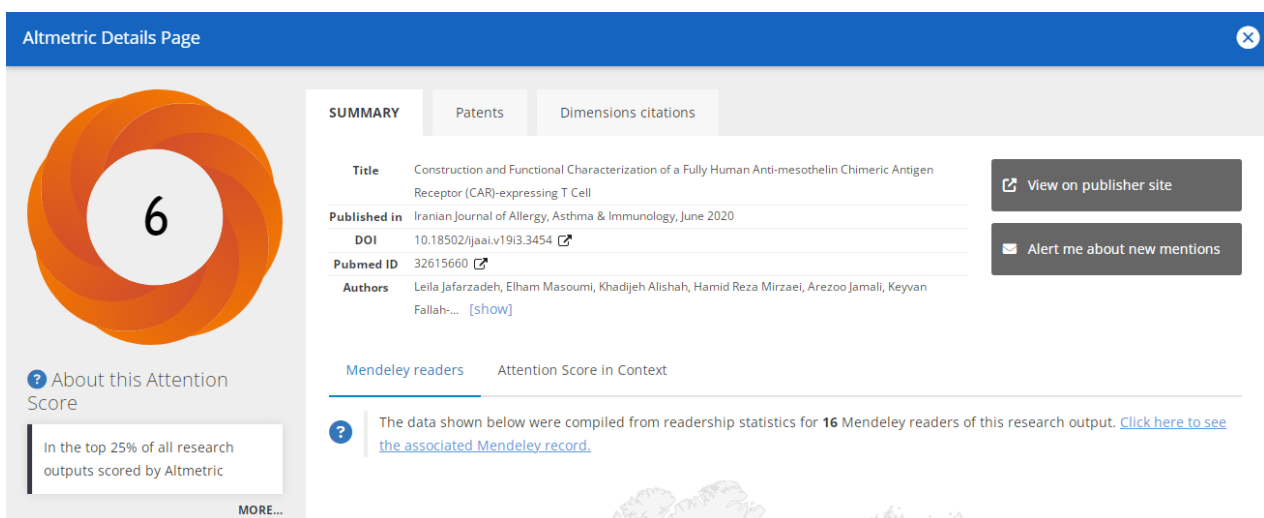 Altmetric Details Page
6
About this Attention
Score
In the top 25% of all research
outputs scored by Altmetric
MORE...
SUMMARY Patents Dimensions citations
Title Construction and Functional Characterization of a Fully Human Anti-mesothelin Chimeric Antigen
Receptor (CAR)-expressing T Cell
Published in Iranian Journal of Allergy, Asthma & Immunology, June 2020
DOI 10.18502/ijaai.v19i3.3454
Pubmed ID 32615660
Authors Leila Jafarzadeh, Elham Masoumi, Khadijeh Alishah, Hamid Reza Mirzaei, Arezoo Jamali, Keyvan
Fallah-... [show]
View on publisher site
Alert me about new mentions
Mendeley readers Attention Score in Context
The data shown below were compiled from readership statistics for 16 Mendeley readers of this research output. Click here to see
the associated Mendeley record.